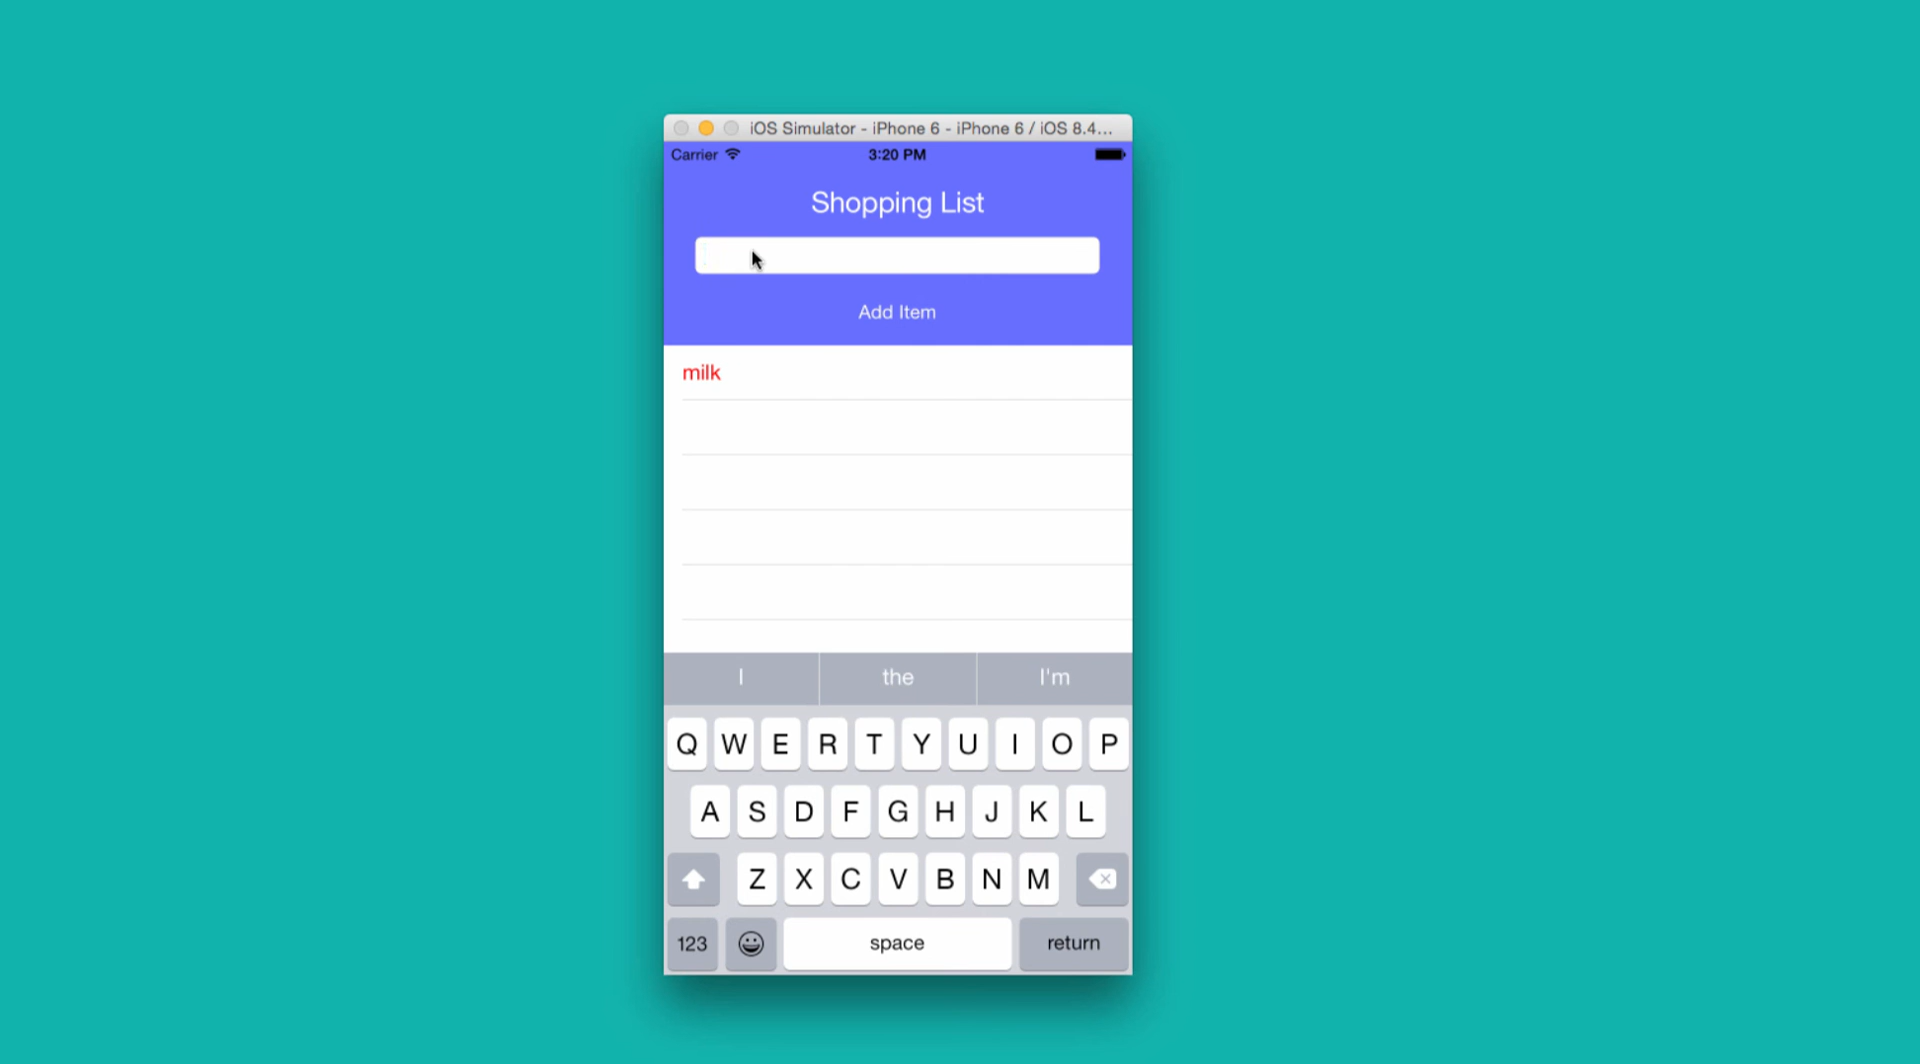 iOS Simulator - iPhone 6 - iPhone 6 / iOS 8.4...
Carrier 3:20 PM
Shopping List
Add Item
milk
I the I'm
Q W E R T Y U I O P
A S D F G H J K L
Z X C V B N M
123 space return